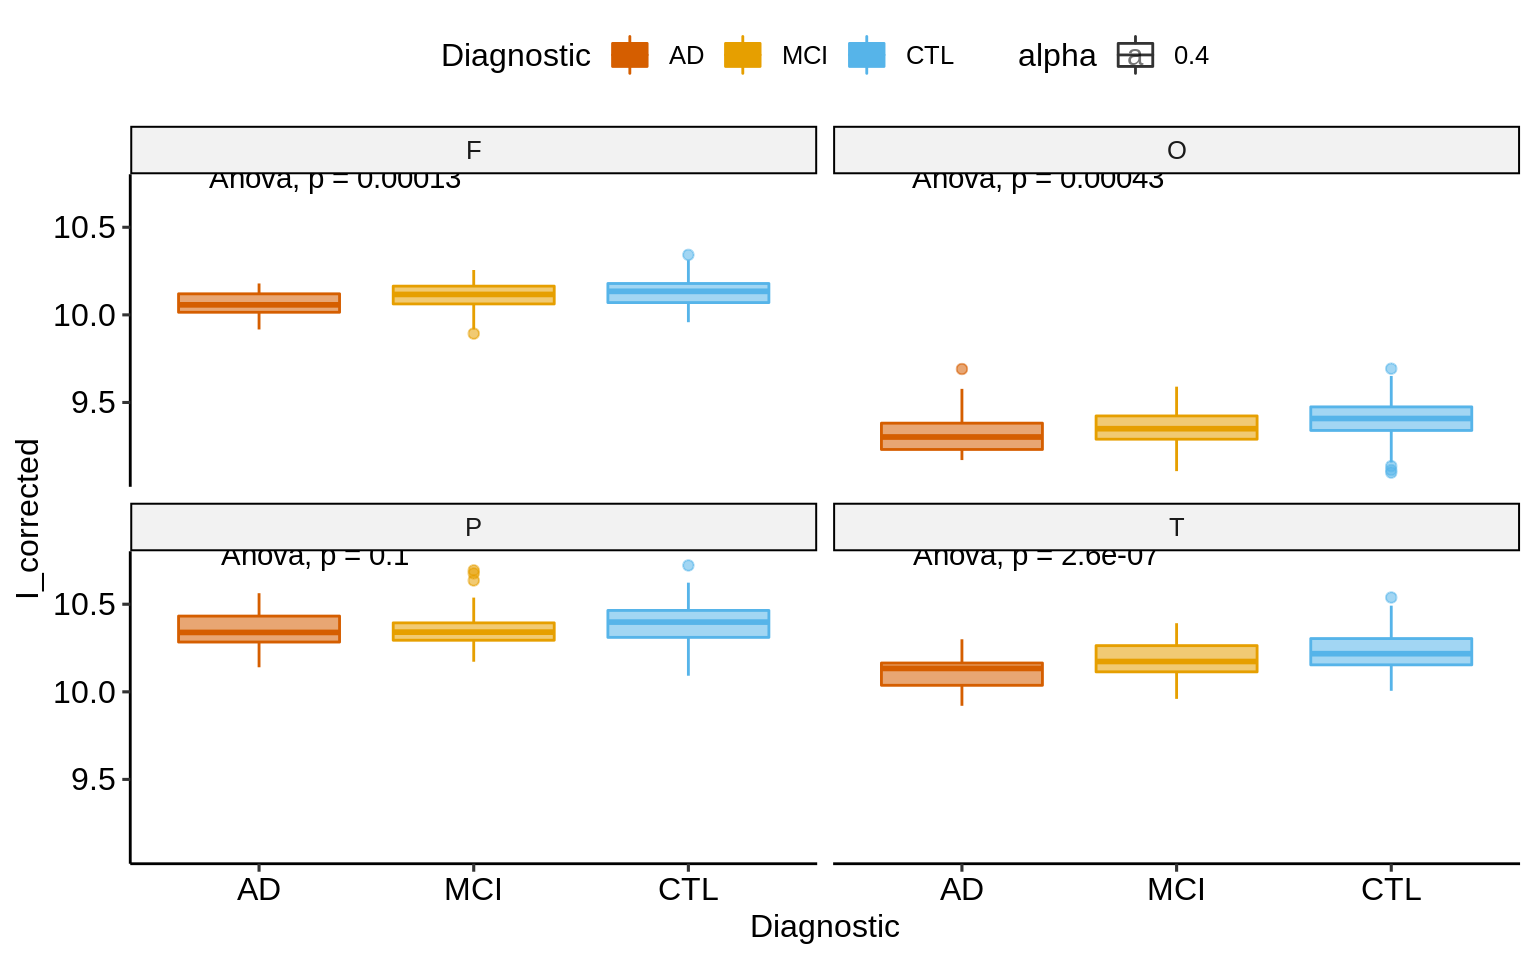 Diagnostic AD MCI CTL alpha a 0.4
F O
Anova, p = 0.00013 Anova, p = 0.00043
10.5
10.0
9.5
I_corrected
P T
Anova, p = 0.1 Anova, p = 2.6e-07
10.5
10.0
9.5
AD MCI CTL AD MCI CTL
Diagnostic